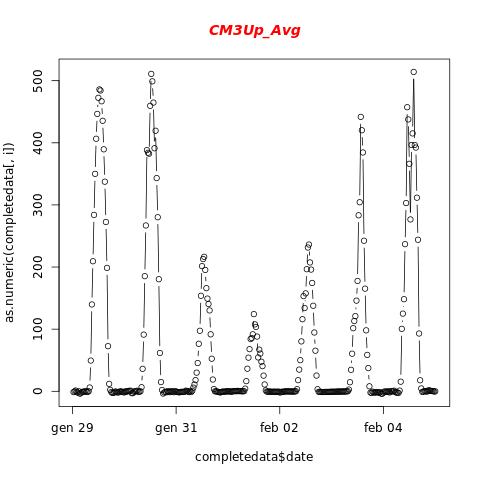 CM3Up_Avg
as.numeric(completedata[, i])
500
400
300
200
100
0
gen 29
gen 31
feb 02
feb 04
completedata$date